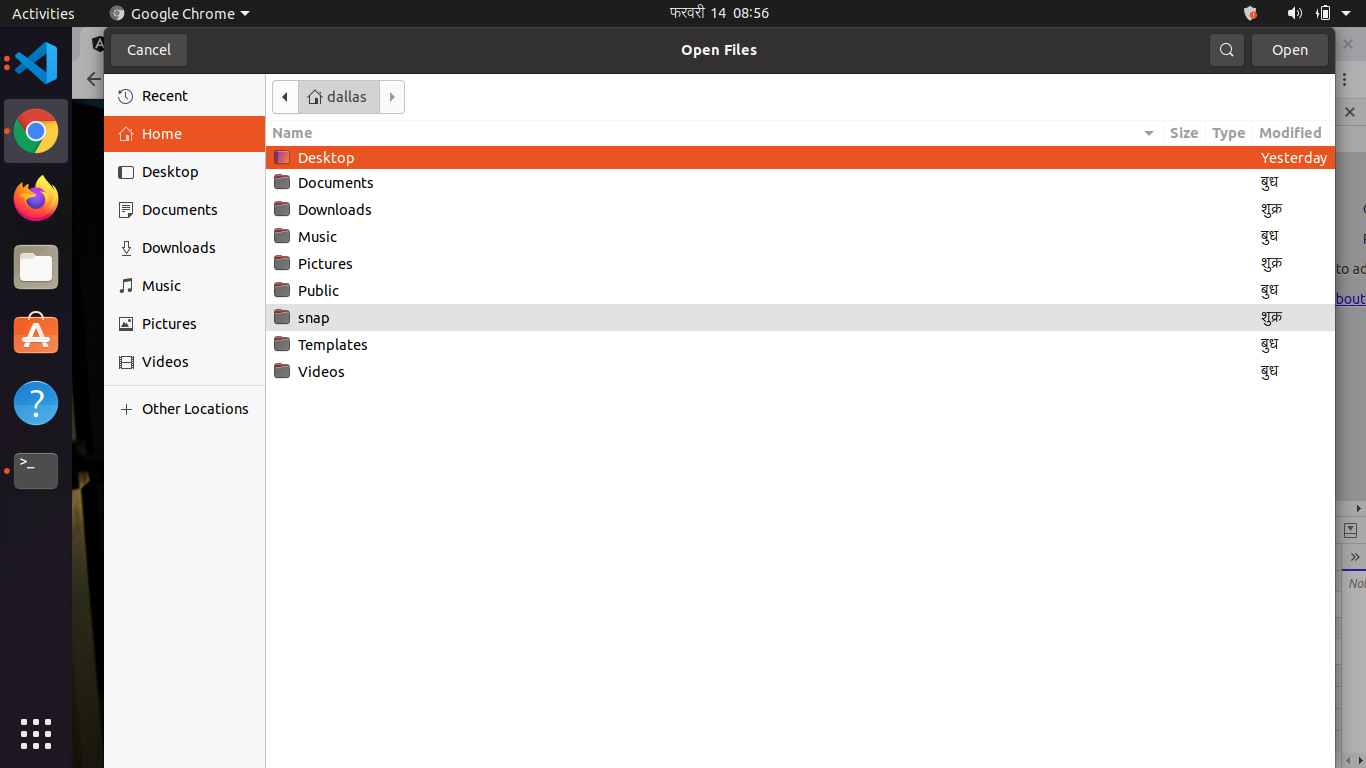 Activities Google Chrome फरवरी 14 08:56
Cancel Open Files Open
Recent
Home
Desktop
Documents
Downloads
Music
Pictures
Videos
Other Locations
dallas
Name Size Type Modified
Desktop Yesterday
Documents बुध
Downloads शुक्र
Music बुध
Pictures शुक्र
Public बुध
snap शुक्र
Templates बुध
Videos बुध
to ac
bout